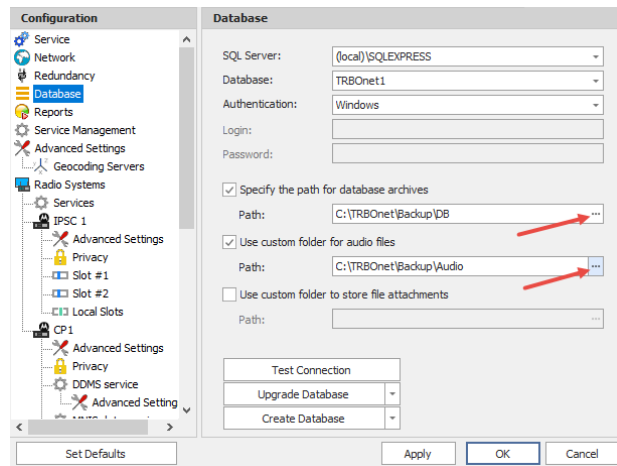 Configuration
Service
Network
Redundancy
Database
Reports
Service Management
Advanced Settings
Geocoding Servers
Radio Systems
Services
IPSC 1
Advanced Settings
Privacy
Slot #1
Slot #2
Local Slots
CP1
Advanced Settings
Privacy
DDMS service
Advanced Setting
Set Defaults
Database
SQL Server: (local)\SQLEXPRESS
Database: TRBOnet1
Authentication: Windows
Login:
Password:
Specify the path for database archives
Path: C:\TRBOnet\Backup\DB ...
Use custom folder for audio files
Path: C:\TRBOnet\Backup\Audio ...
Use custom folder to store file attachments
Path: ...
Test Connection
Upgrade Database
Create Database
Apply OK Cancel